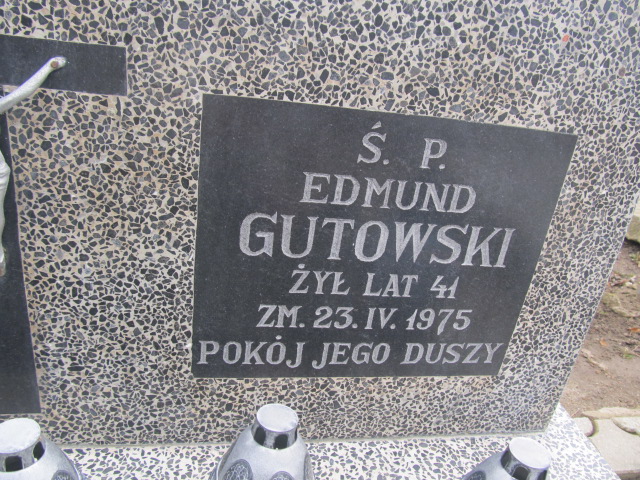 Ś. P.
EDMUND
GUTOWSKI
ŻYŁ LAT 41
ZM. 23. IV. 1975
POKÓJ JEGO DUSZY